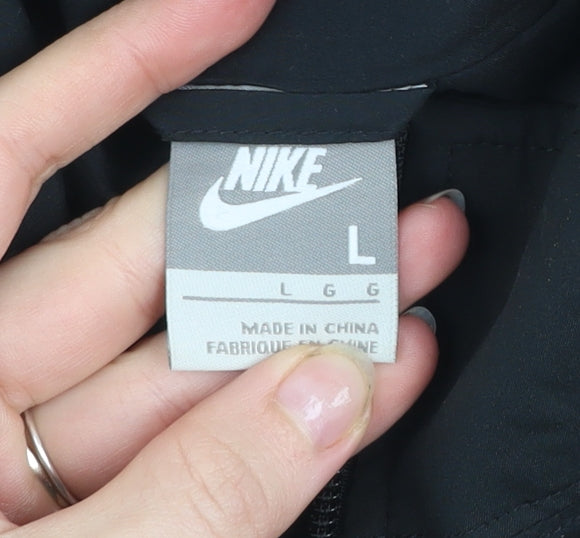 NIKE
L
L G G
MADE IN CHINA
FABRIQUE EN CHINE